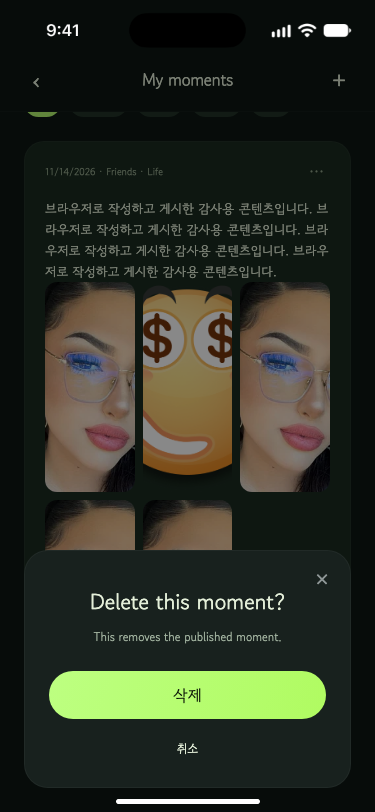 9:41
My moments
11/14/2026 · Friends · Life
브라우저로 작성하고 게시한 감사용 콘텐츠입니다. 브
라우저로 작성하고 게시한 감사용 콘텐츠입니다. 브라
우저로 작성하고 게시한 감사용 콘텐츠입니다. 브라우
저로 작성하고 게시한 감사용 콘텐츠입니다.
$ $
Delete this moment?
This removes the published moment.
삭제
취소